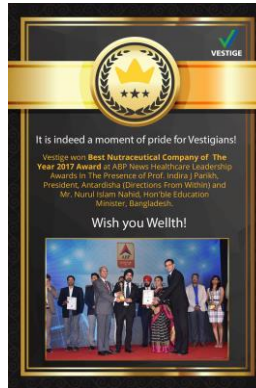 VESTIGE
It is indeed a moment of pride for Vestigians!
Vestige won Best Nutraceutical Company of The
Year 2017 Award at ABP News Healthcare Leadership
Awards In The Presence of Prof. Indira J Parikh,
President, Antardisha (Directions From Within) and
Mr. Nurul Islam Nahid, Hon'ble Education
Minister, Bangladesh.
Wish you Wellth!
ABP